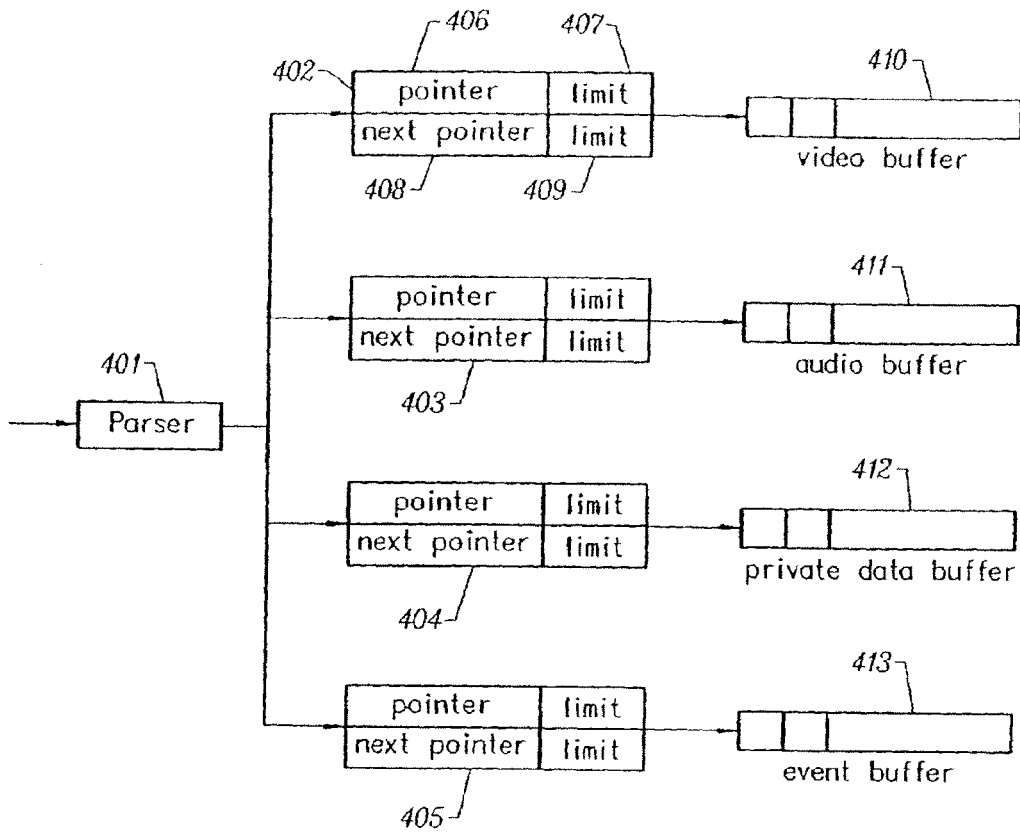 406
407
402
410
pointer limit
next pointer limit
video buffer
408
409
411
pointer limit
next pointer limit
audio buffer
401
403
Parser
412
pointer limit
next pointer limit
private data buffer
404
413
pointer limit
next pointer limit
event buffer
405